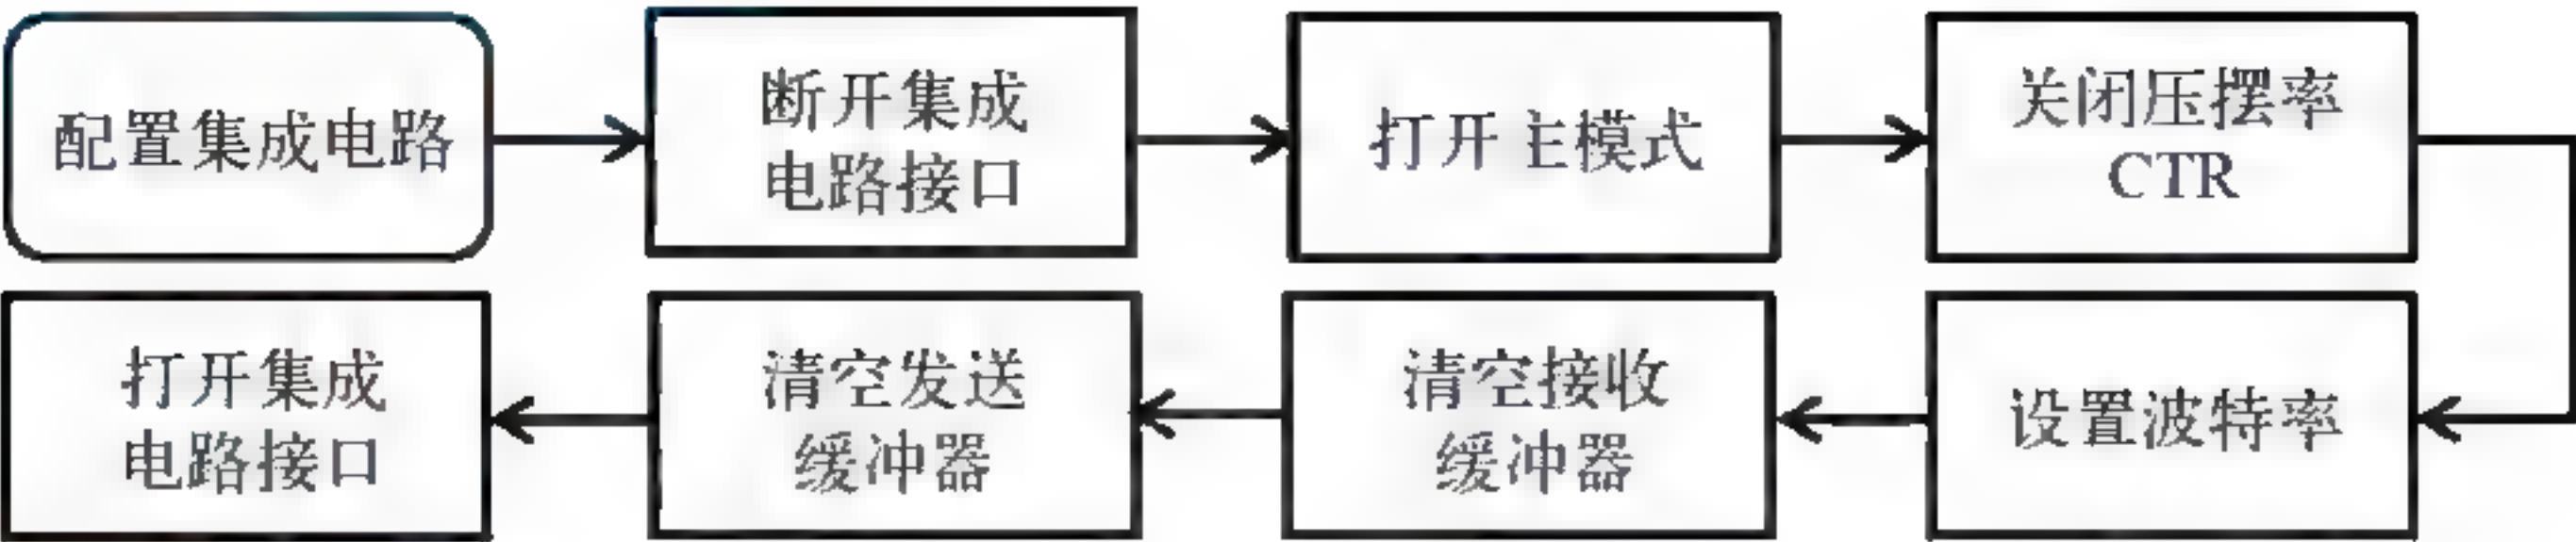 配置集成电路
断开集成
电路接口
打开主模式
关闭压摆率
CTR
设置波特率
清空接收
缓冲器
清空发送
缓冲器
打开集成
电路接口